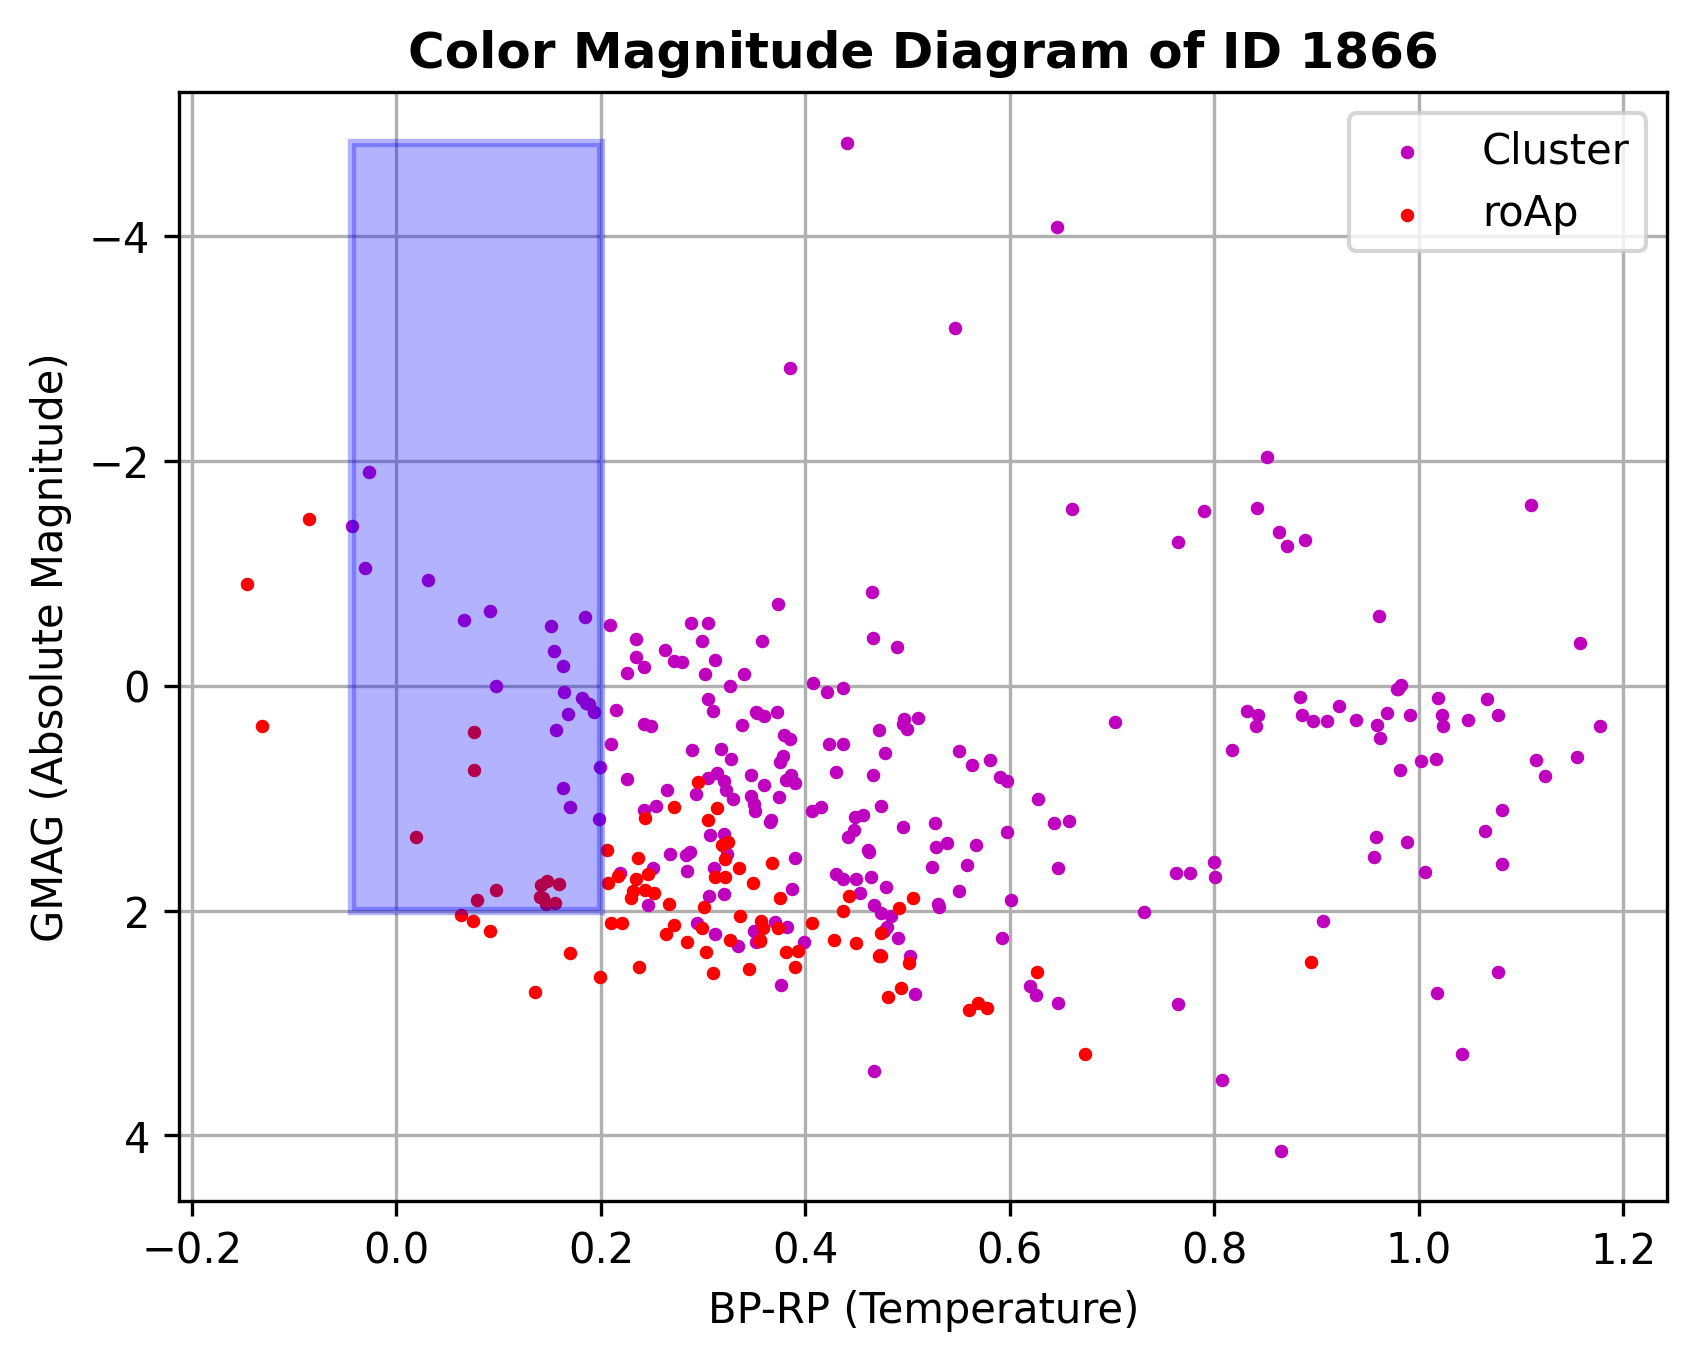 Color Magnitude Diagram of ID 1866
Cluster
roAp
GMAG (Absolute Magnitude)
−4
−2
0
2
4
−0.2 0.0 0.2 0.4 0.6 0.8 1.0 1.2
BP-RP (Temperature)